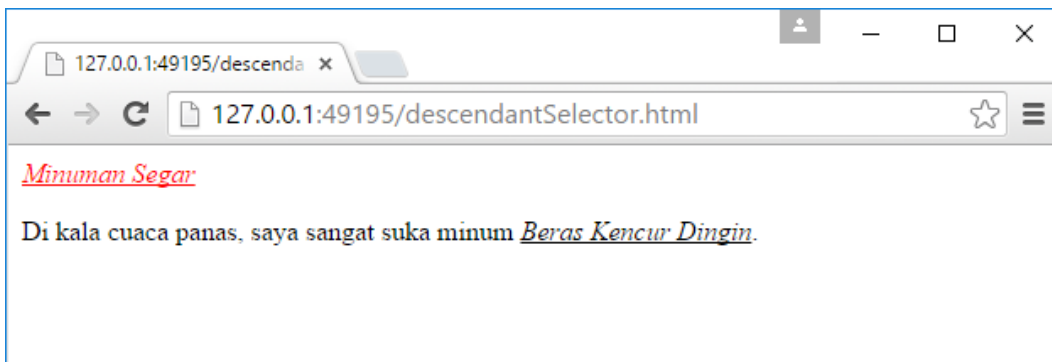 127.0.0.1:49195/descenda
127.0.0.1:49195/descendantSelector.html
Minuman Segar
Di kala cuaca panas, saya sangat suka minum Beras Kencur Dingin.